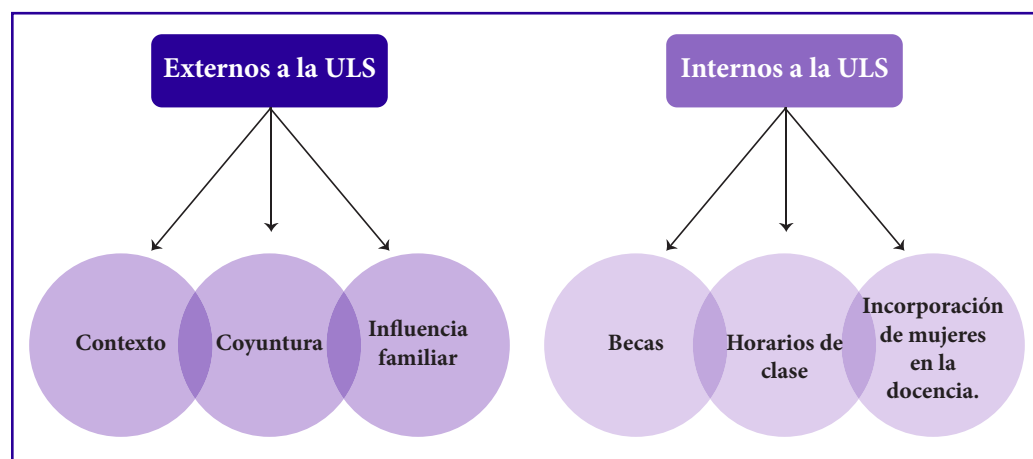 Externos a la ULS
Internos a la ULS
Contexto
Coyuntura
Influencia
familiar
Becas
Horarios de
clase
Incorporación
de mujeres
en la
docencia.